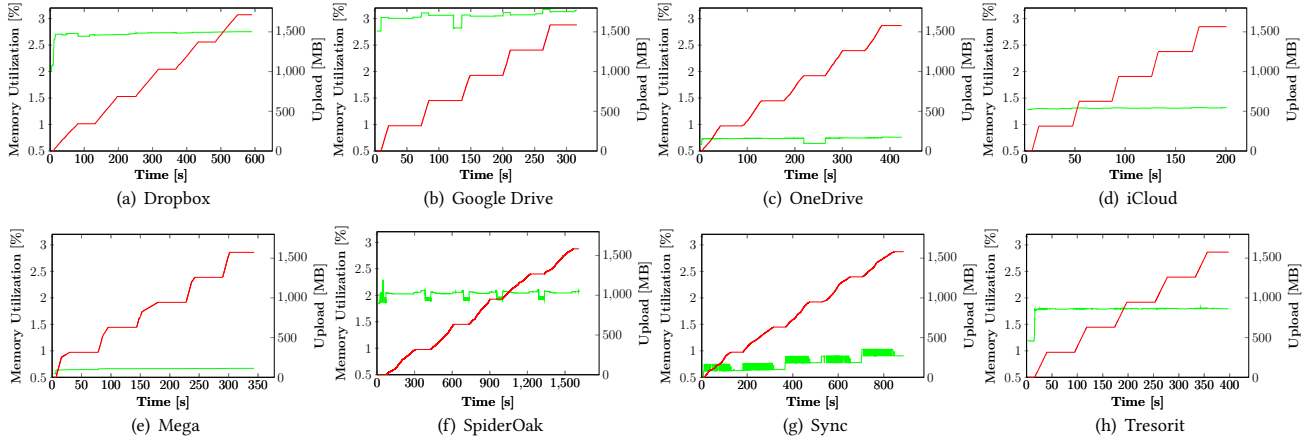 Memory Utilization [%]
3
2.5
2
1.5
1
0.5
0 100 200 300 400 500 600
Time [s]
1,500
1,000
500
0
Upload [MB]
(a) Dropbox
Memory Utilization [%]
3
2.5
2
1.5
1
0.5
0 50 100 150 200 250 300
Time [s]
1,500
1,000
500
0
Upload [MB]
(b) Google Drive
Memory Utilization [%]
3
2.5
2
1.5
1
0.5
0 100 200 300 400
Time [s]
1,500
1,000
500
0
Upload [MB]
(c) OneDrive
Memory Utilization [%]
3
2.5
2
1.5
1
0.5
0 50 100 150 200
Time [s]
1,500
1,000
500
0
Upload [MB]
(d) iCloud
Memory Utilization [%]
3
2.5
2
1.5
1
0.5
0 50 100 150 200 250 300 350
Time [s]
1,500
1,000
500
0
Upload [MB]
(e) Mega
Memory Utilization [%]
3
2.5
2
1.5
1
0.5
0 300 600 900 1,200 1,500
Time [s]
1,500
1,000
500
0
Upload [MB]
(f) SpiderOak
Memory Utilization [%]
3
2.5
2
1.5
1
0.5
0 200 400 600 800
Time [s]
1,500
1,000
500
0
Upload [MB]
(g) Sync
Memory Utilization [%]
3
2.5
2
1.5
1
0.5
0 50 100 150 200 250 300 350 400
Time [s]
1,500
1,000
500
0
Upload [MB]
(h) Tresorit